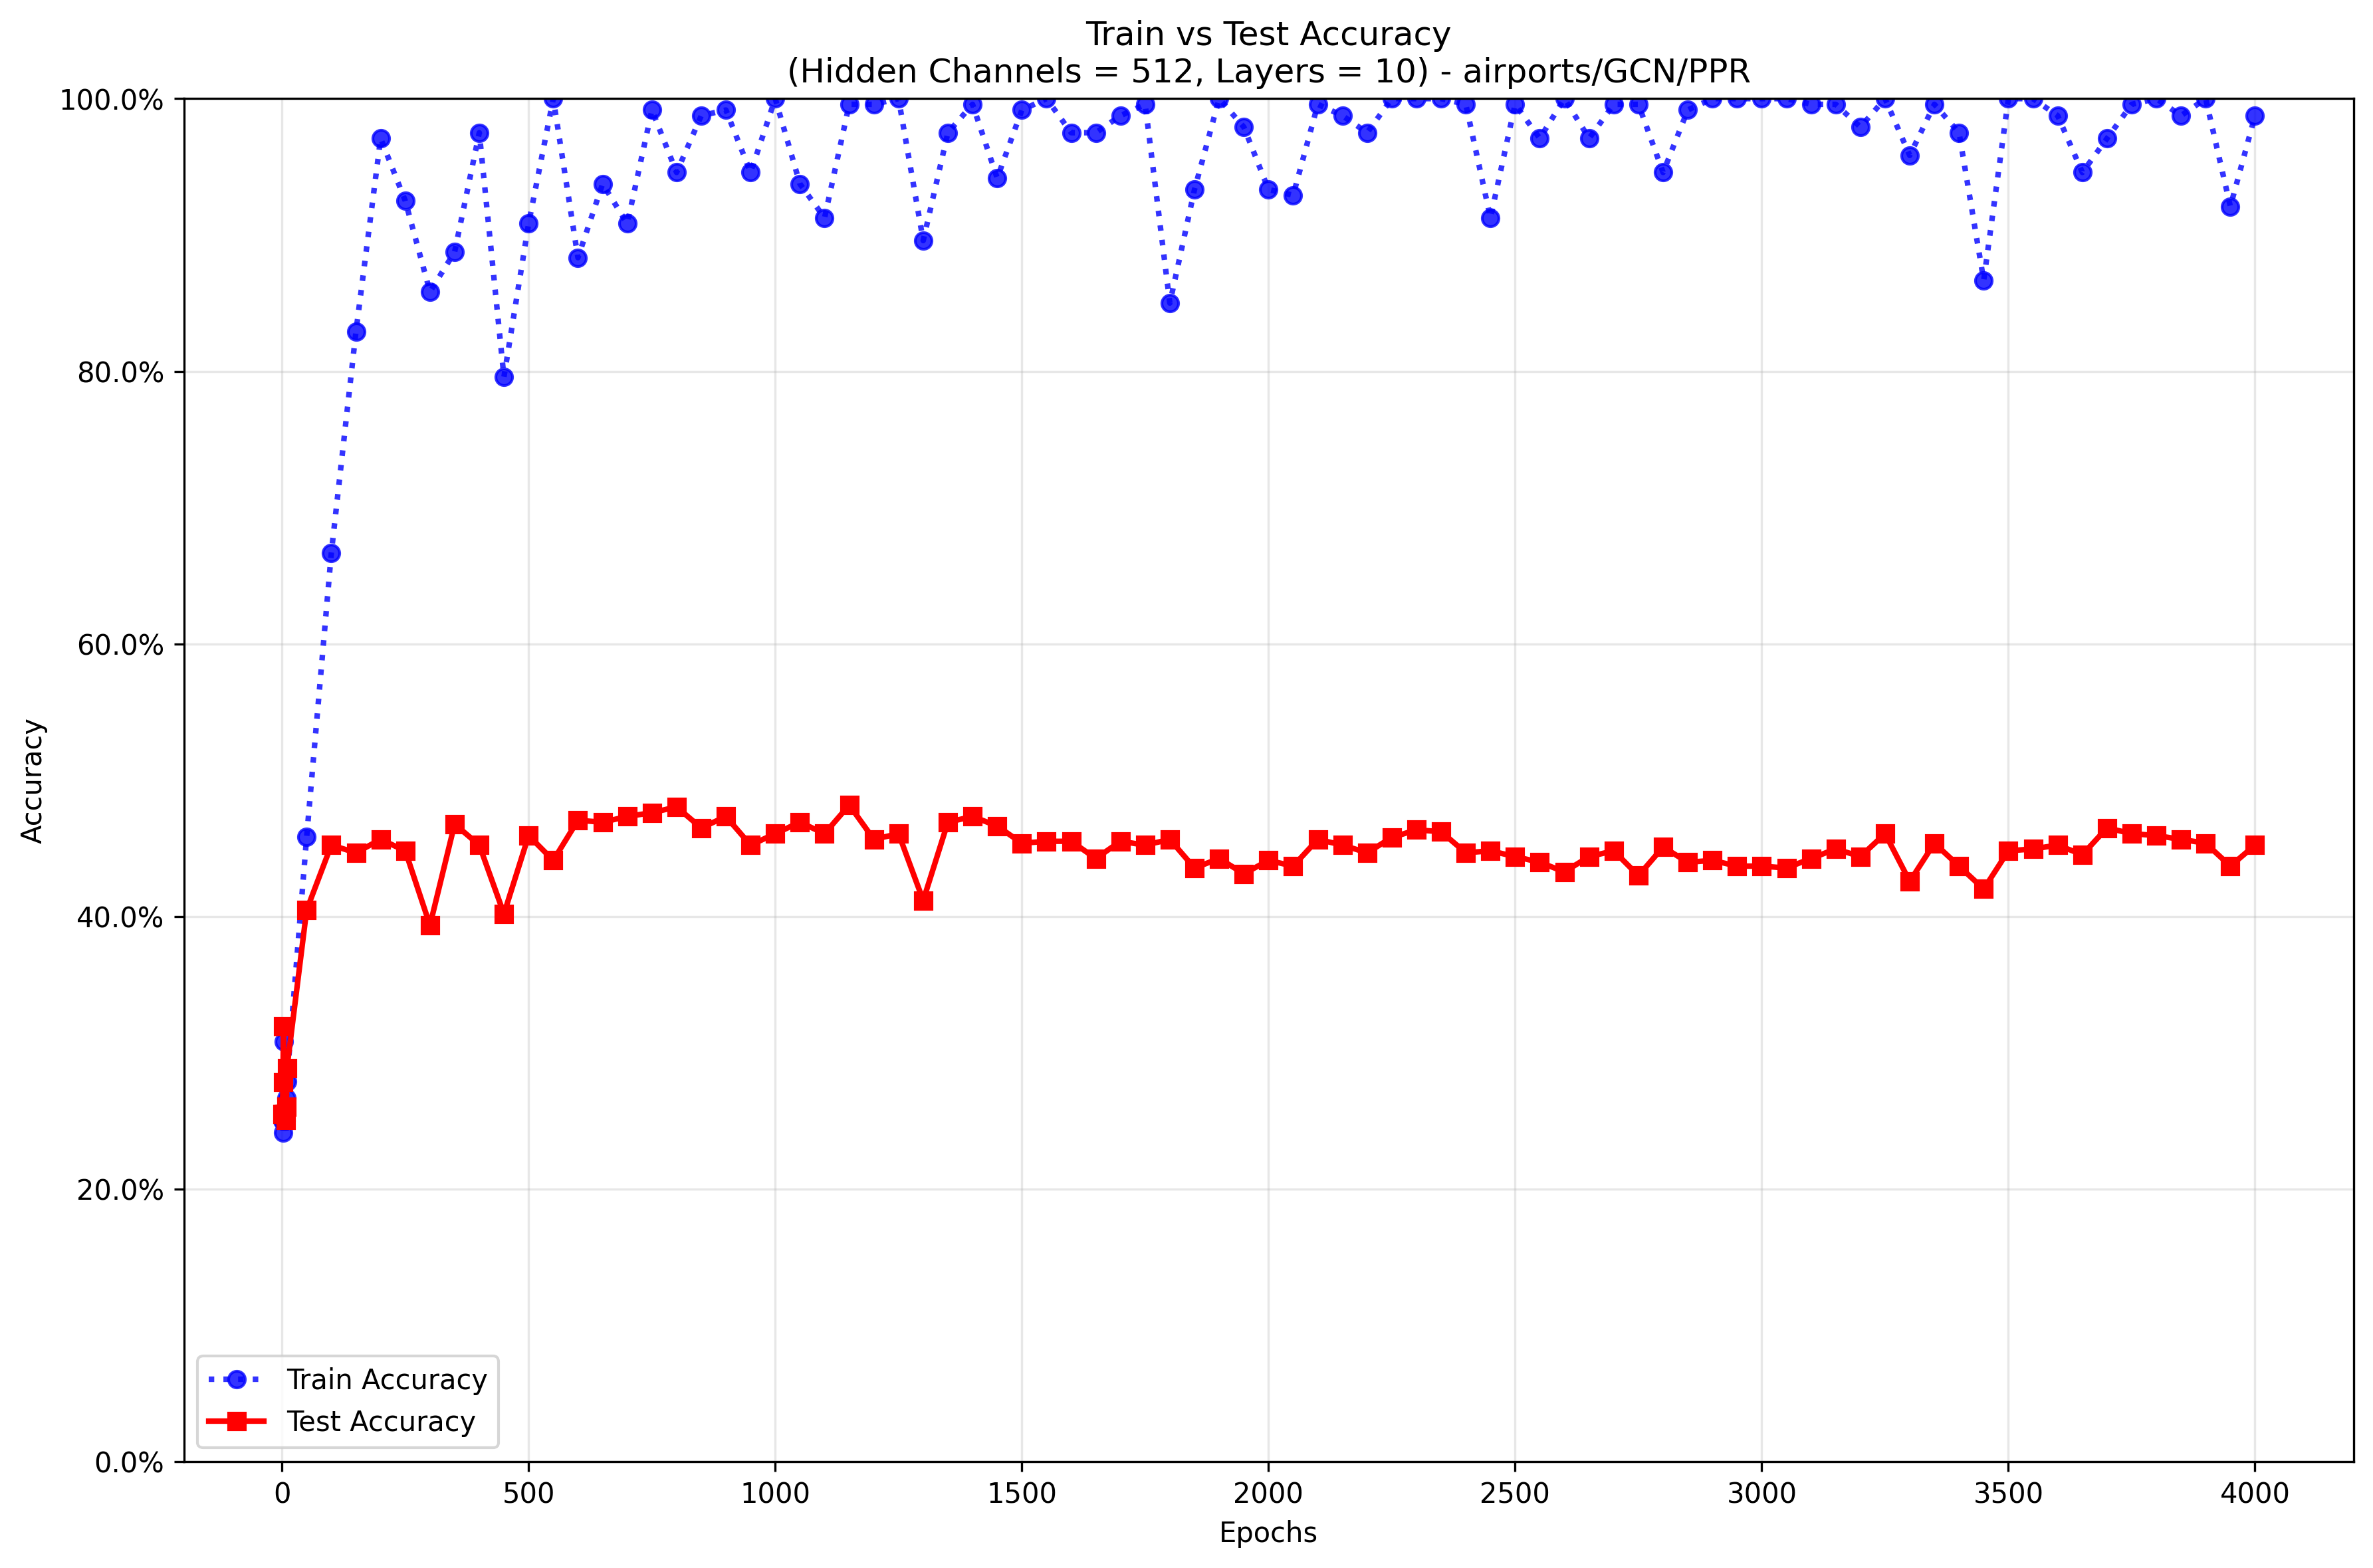 Train vs Test Accuracy
(Hidden Channels = 512, Layers = 10) - airports/GCN/PPR
100.0%
80.0%
60.0%
40.0%
20.0%
0.0%
Accuracy
Train Accuracy
Test Accuracy
0 500 1000 1500 2000 2500 3000 3500 4000
Epochs